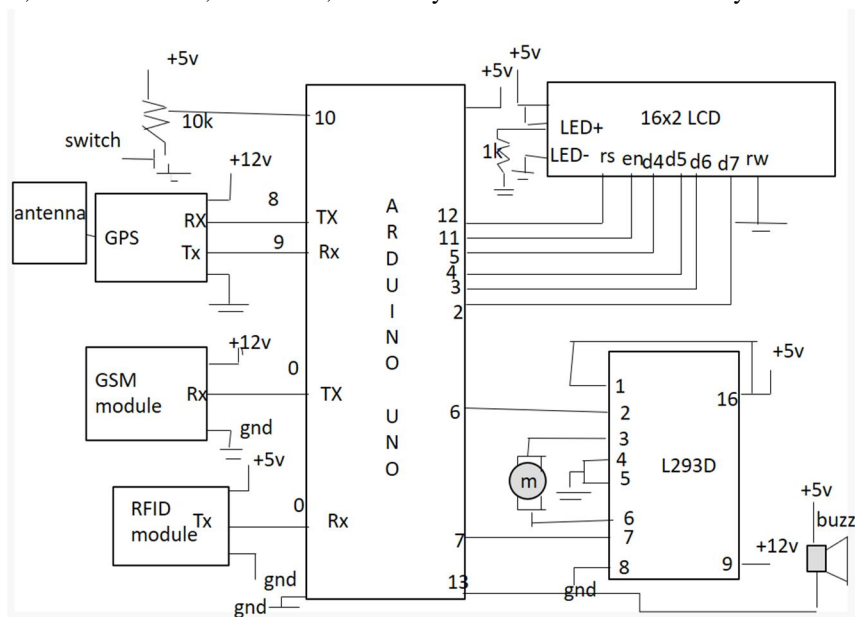 +5v
10k
switch
+12v
antenna
GPS
RX
Tx
8
9
GSM
module
Rx
+12v
gnd
0
RFID
module
Tx
+5v
gnd
0
gnd
10
TX
Rx
TX
Rx
ARDUINO UNO
12
11
5
4
3
2
6
7
13
+5v
+5v
16x2 LCD
LED+
LED-
1k
rs
en
d4
d5
d6
d7
rw
L293D
1
2
3
4
5
6
7
8
16
9
+5v
+12v
gnd
m
+5v
buzz